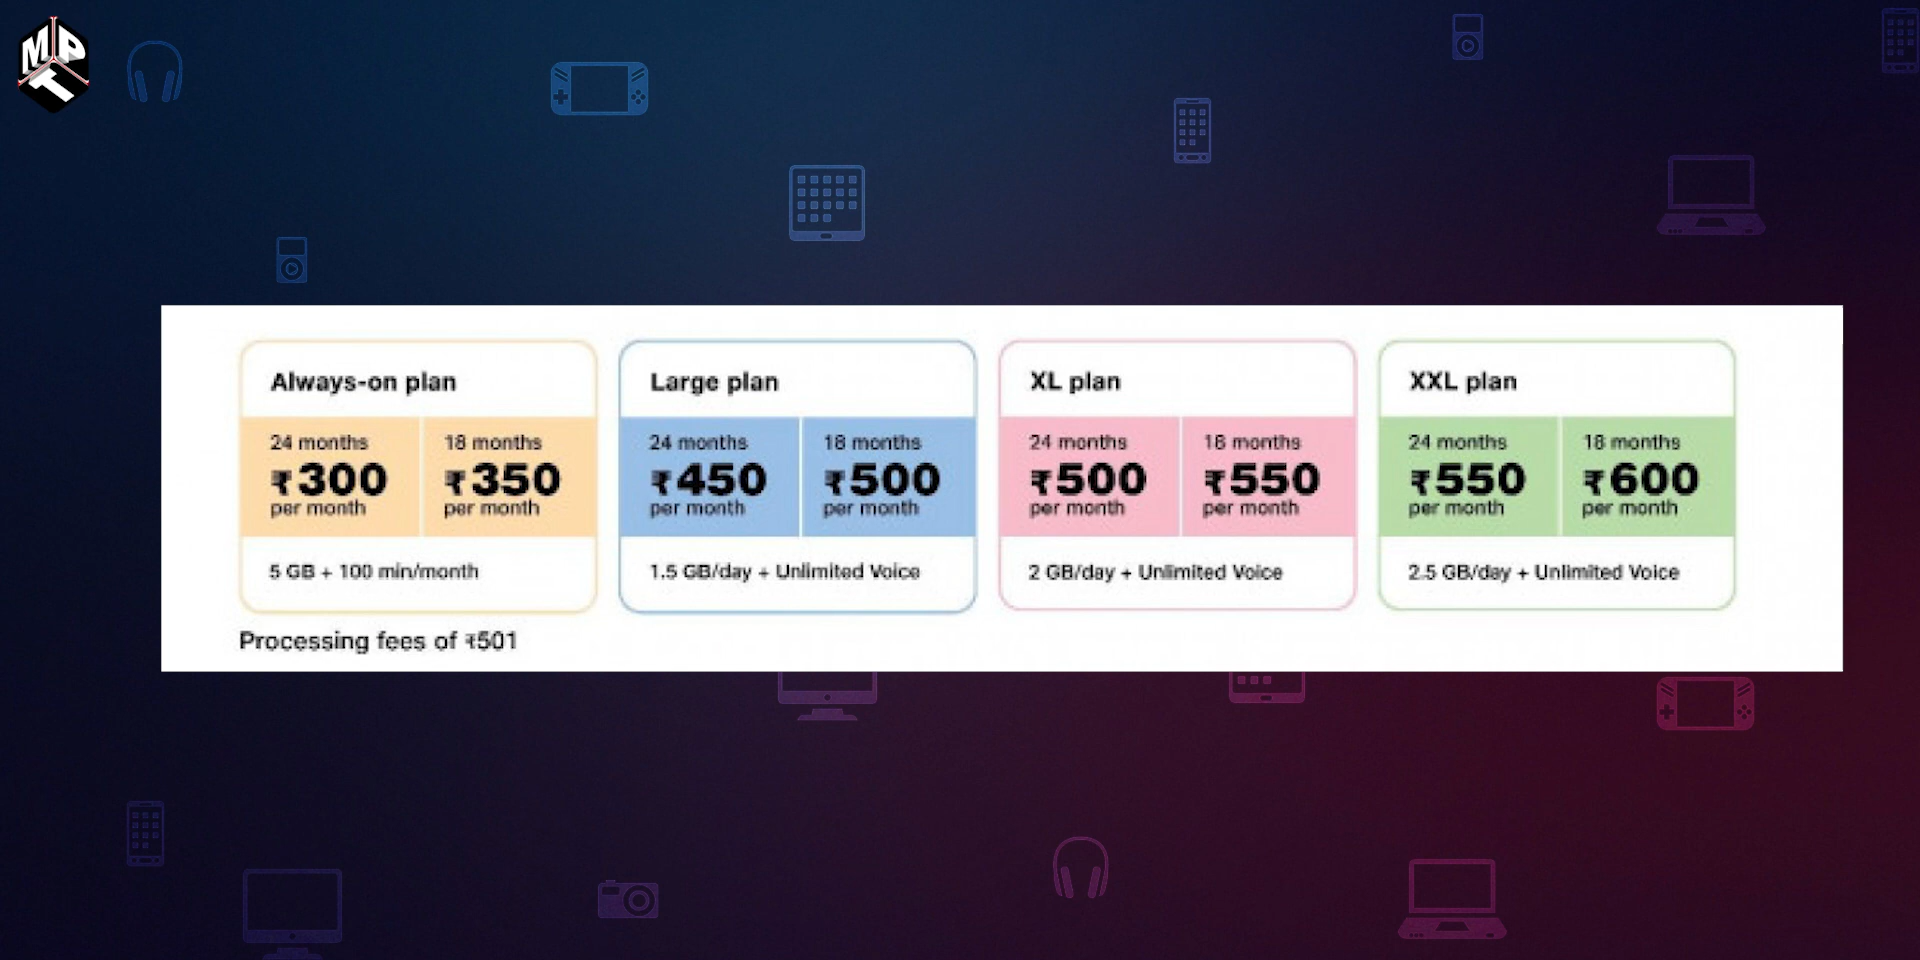 MPT
Always-on plan
24 months
₹300
per month
18 months
₹350
per month
5 GB + 100 min/month
Large plan
24 months
₹450
per month
18 months
₹500
per month
1.5 GB/day + Unlimited Voice
XL plan
24 months
₹500
per month
18 months
₹550
per month
2 GB/day + Unlimited Voice
XXL plan
24 months
₹550
per month
18 months
₹600
per month
2.5 GB/day + Unlimited Voice
Processing fees of ₹501